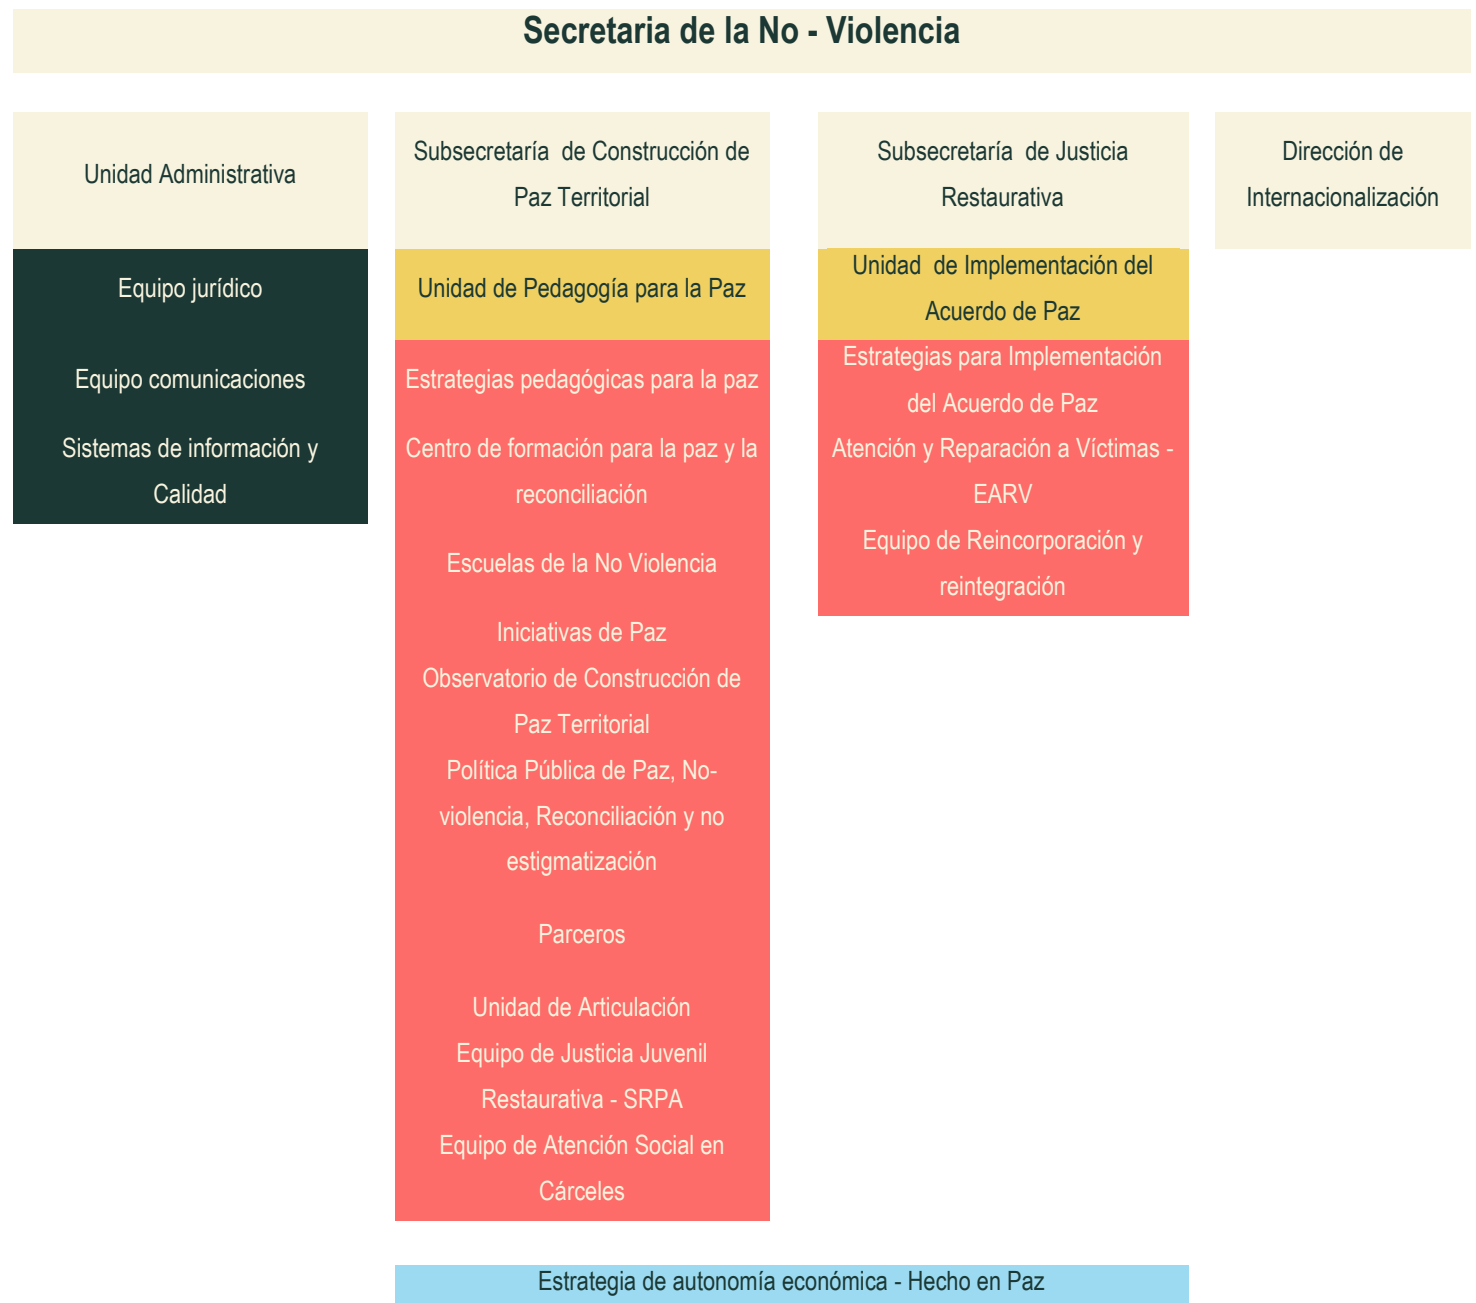 Secretaria de la No - Violencia
Unidad Administrativa
Equipo jurídico
Equipo comunicaciones
Sistemas de información y
Calidad
Subsecretaría  de Construcción de
Paz Territorial
Unidad de Pedagogía para la Paz
Estrategias pedagógicas para la paz
Centro de formación para la paz y la
reconciliación
Escuelas de la No Violencia
Iniciativas de Paz
Observatorio de Construcción de
Paz Territorial
Política Pública de Paz, No-
violencia, Reconciliación y no
estigmatización
Parceros
Unidad de Articulación
Equipo de Justicia Juvenil
Restaurativa - SRPA
Equipo de Atención Social en
Cárceles
Subsecretaría  de Justicia
Restaurativa
Unidad  de Implementación del
Acuerdo de Paz
Estrategias para Implementación
del Acuerdo de Paz
Atención y Reparación a Víctimas -
EARV
Equipo de Reincorporación y
reintegración
Dirección de
Internacionalización
Estrategia de autonomía económica - Hecho en Paz